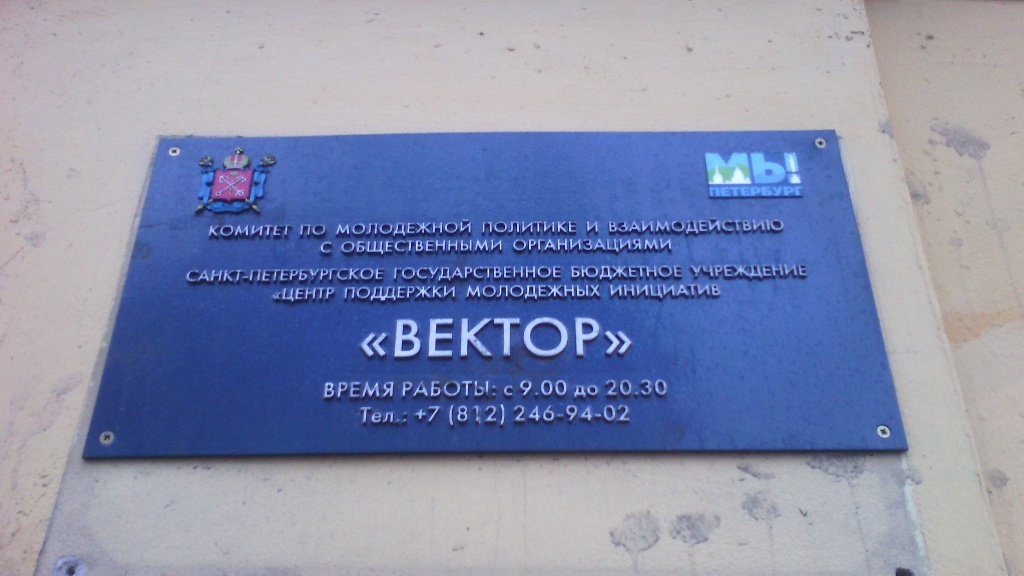 МЫ!
ПЕТЕРБУРГ
КОМИТЕТ ПО МОЛОДЕЖНОЙ ПОЛИТИКЕ И ВЗАИМОДЕЙСТВИЮ
С ОБЩЕСТВЕННЫМИ ОРГАНИЗАЦИЯМИ
САНКТ-ПЕТЕРБУРГСКОЕ ГОСУДАРСТВЕННОЕ БЮДЖЕТНОЕ УЧРЕЖДЕНИЕ
«ЦЕНТР ПОДДЕРЖКИ МОЛОДЕЖНЫХ ИНИЦИАТИВ
«ВЕКТОР»
ВРЕМЯ РАБОТЫ: с 9.00 до 20.30
Тел.: +7 (812) 246-94-02